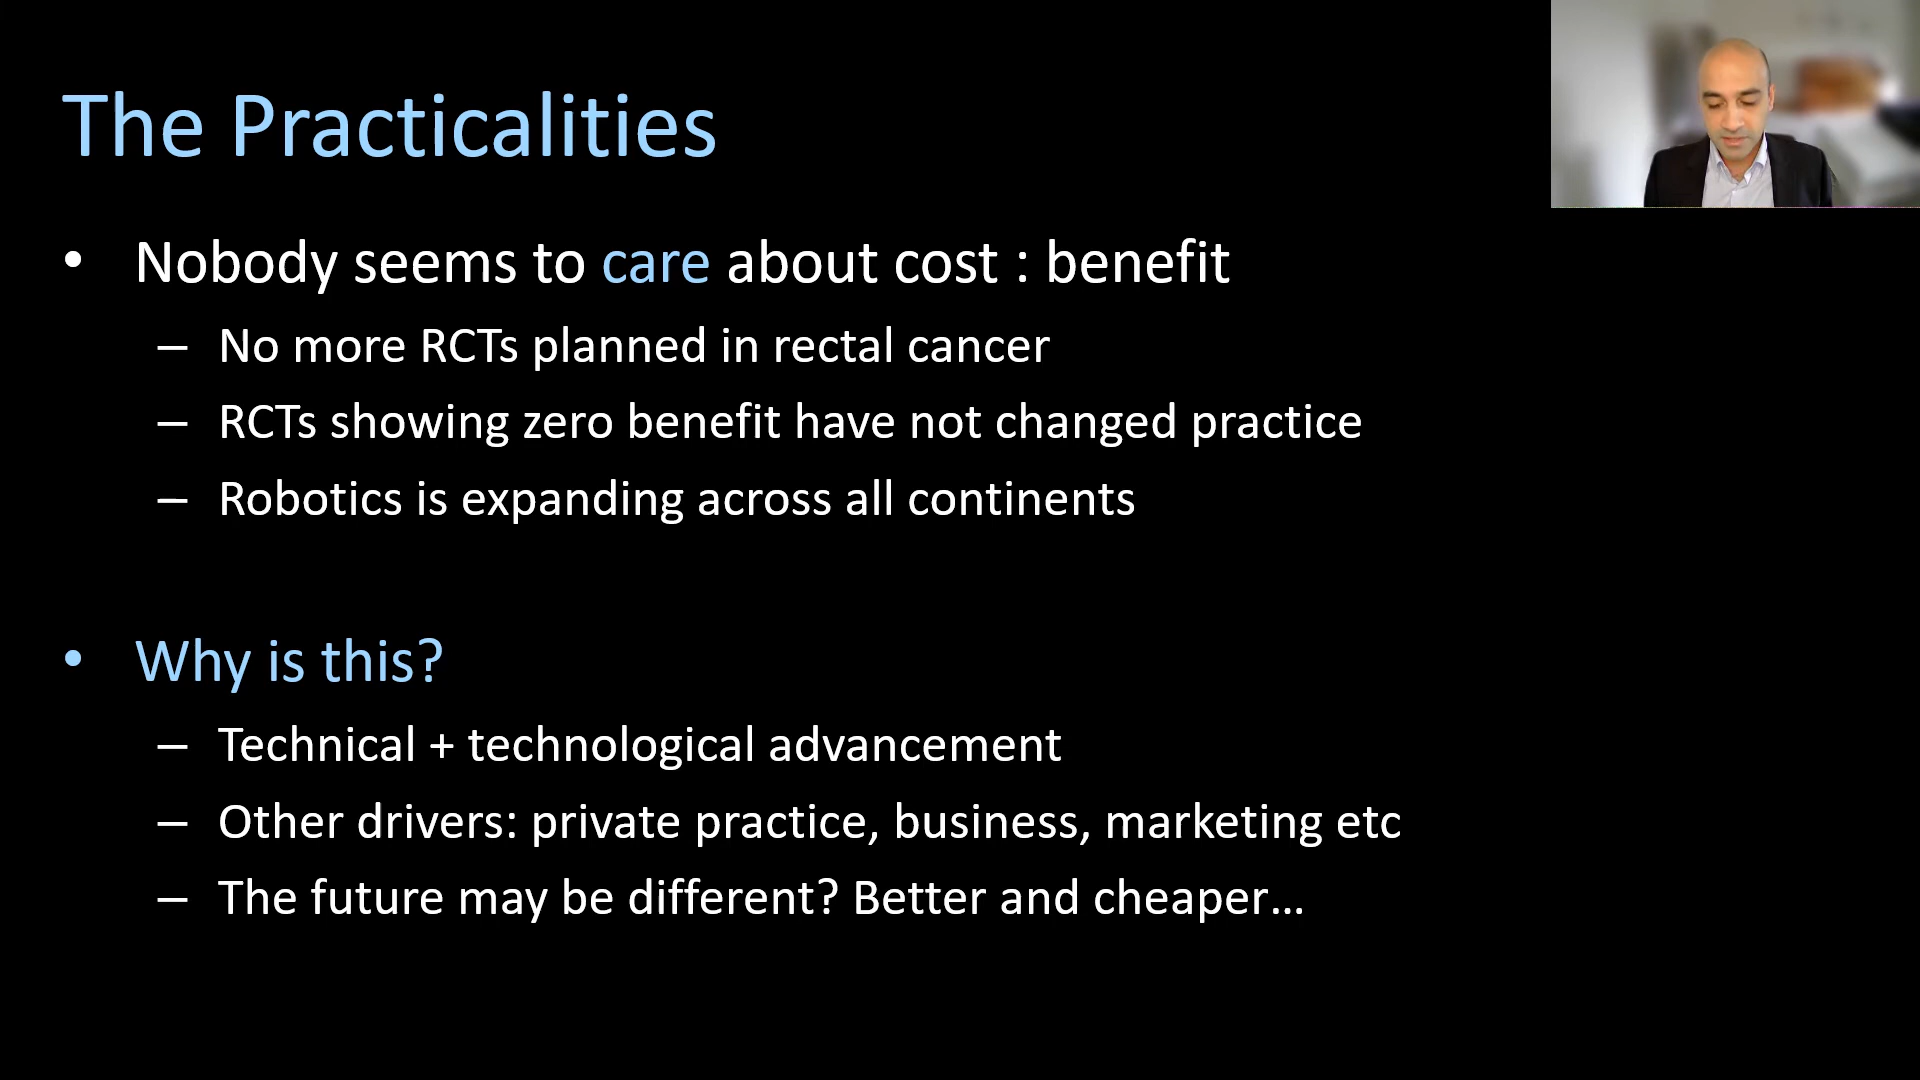 The Practicalities
• Nobody seems to care about cost : benefit
– No more RCTs planned in rectal cancer
– RCTs showing zero benefit have not changed practice
– Robotics is expanding across all continents
• Why is this?
– Technical + technological advancement
– Other drivers: private practice, business, marketing etc
– The future may be different? Better and cheaper...